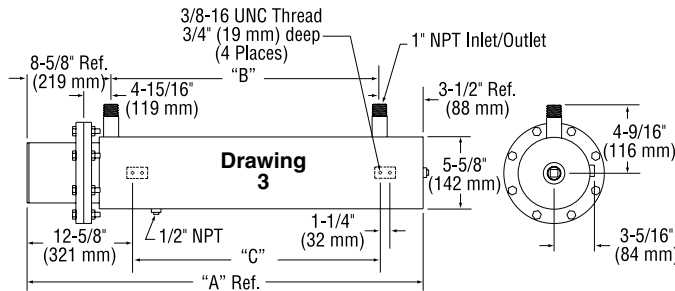 3/8-16 UNC Thread
3/4" (19 mm) deep
(4 Places)
1" NPT Inlet/Outlet
8-5/8" Ref.
(219 mm)
"B"
4-15/16"
(119 mm)
3-1/2" Ref.
(88 mm)
4-9/16"
(116 mm)
Drawing
3
5-5/8"
(142 mm)
12-5/8"
(321 mm)
1/2" NPT
1-1/4"
(32 mm)
"C"
3-5/16"
(84 mm)
"A" Ref.